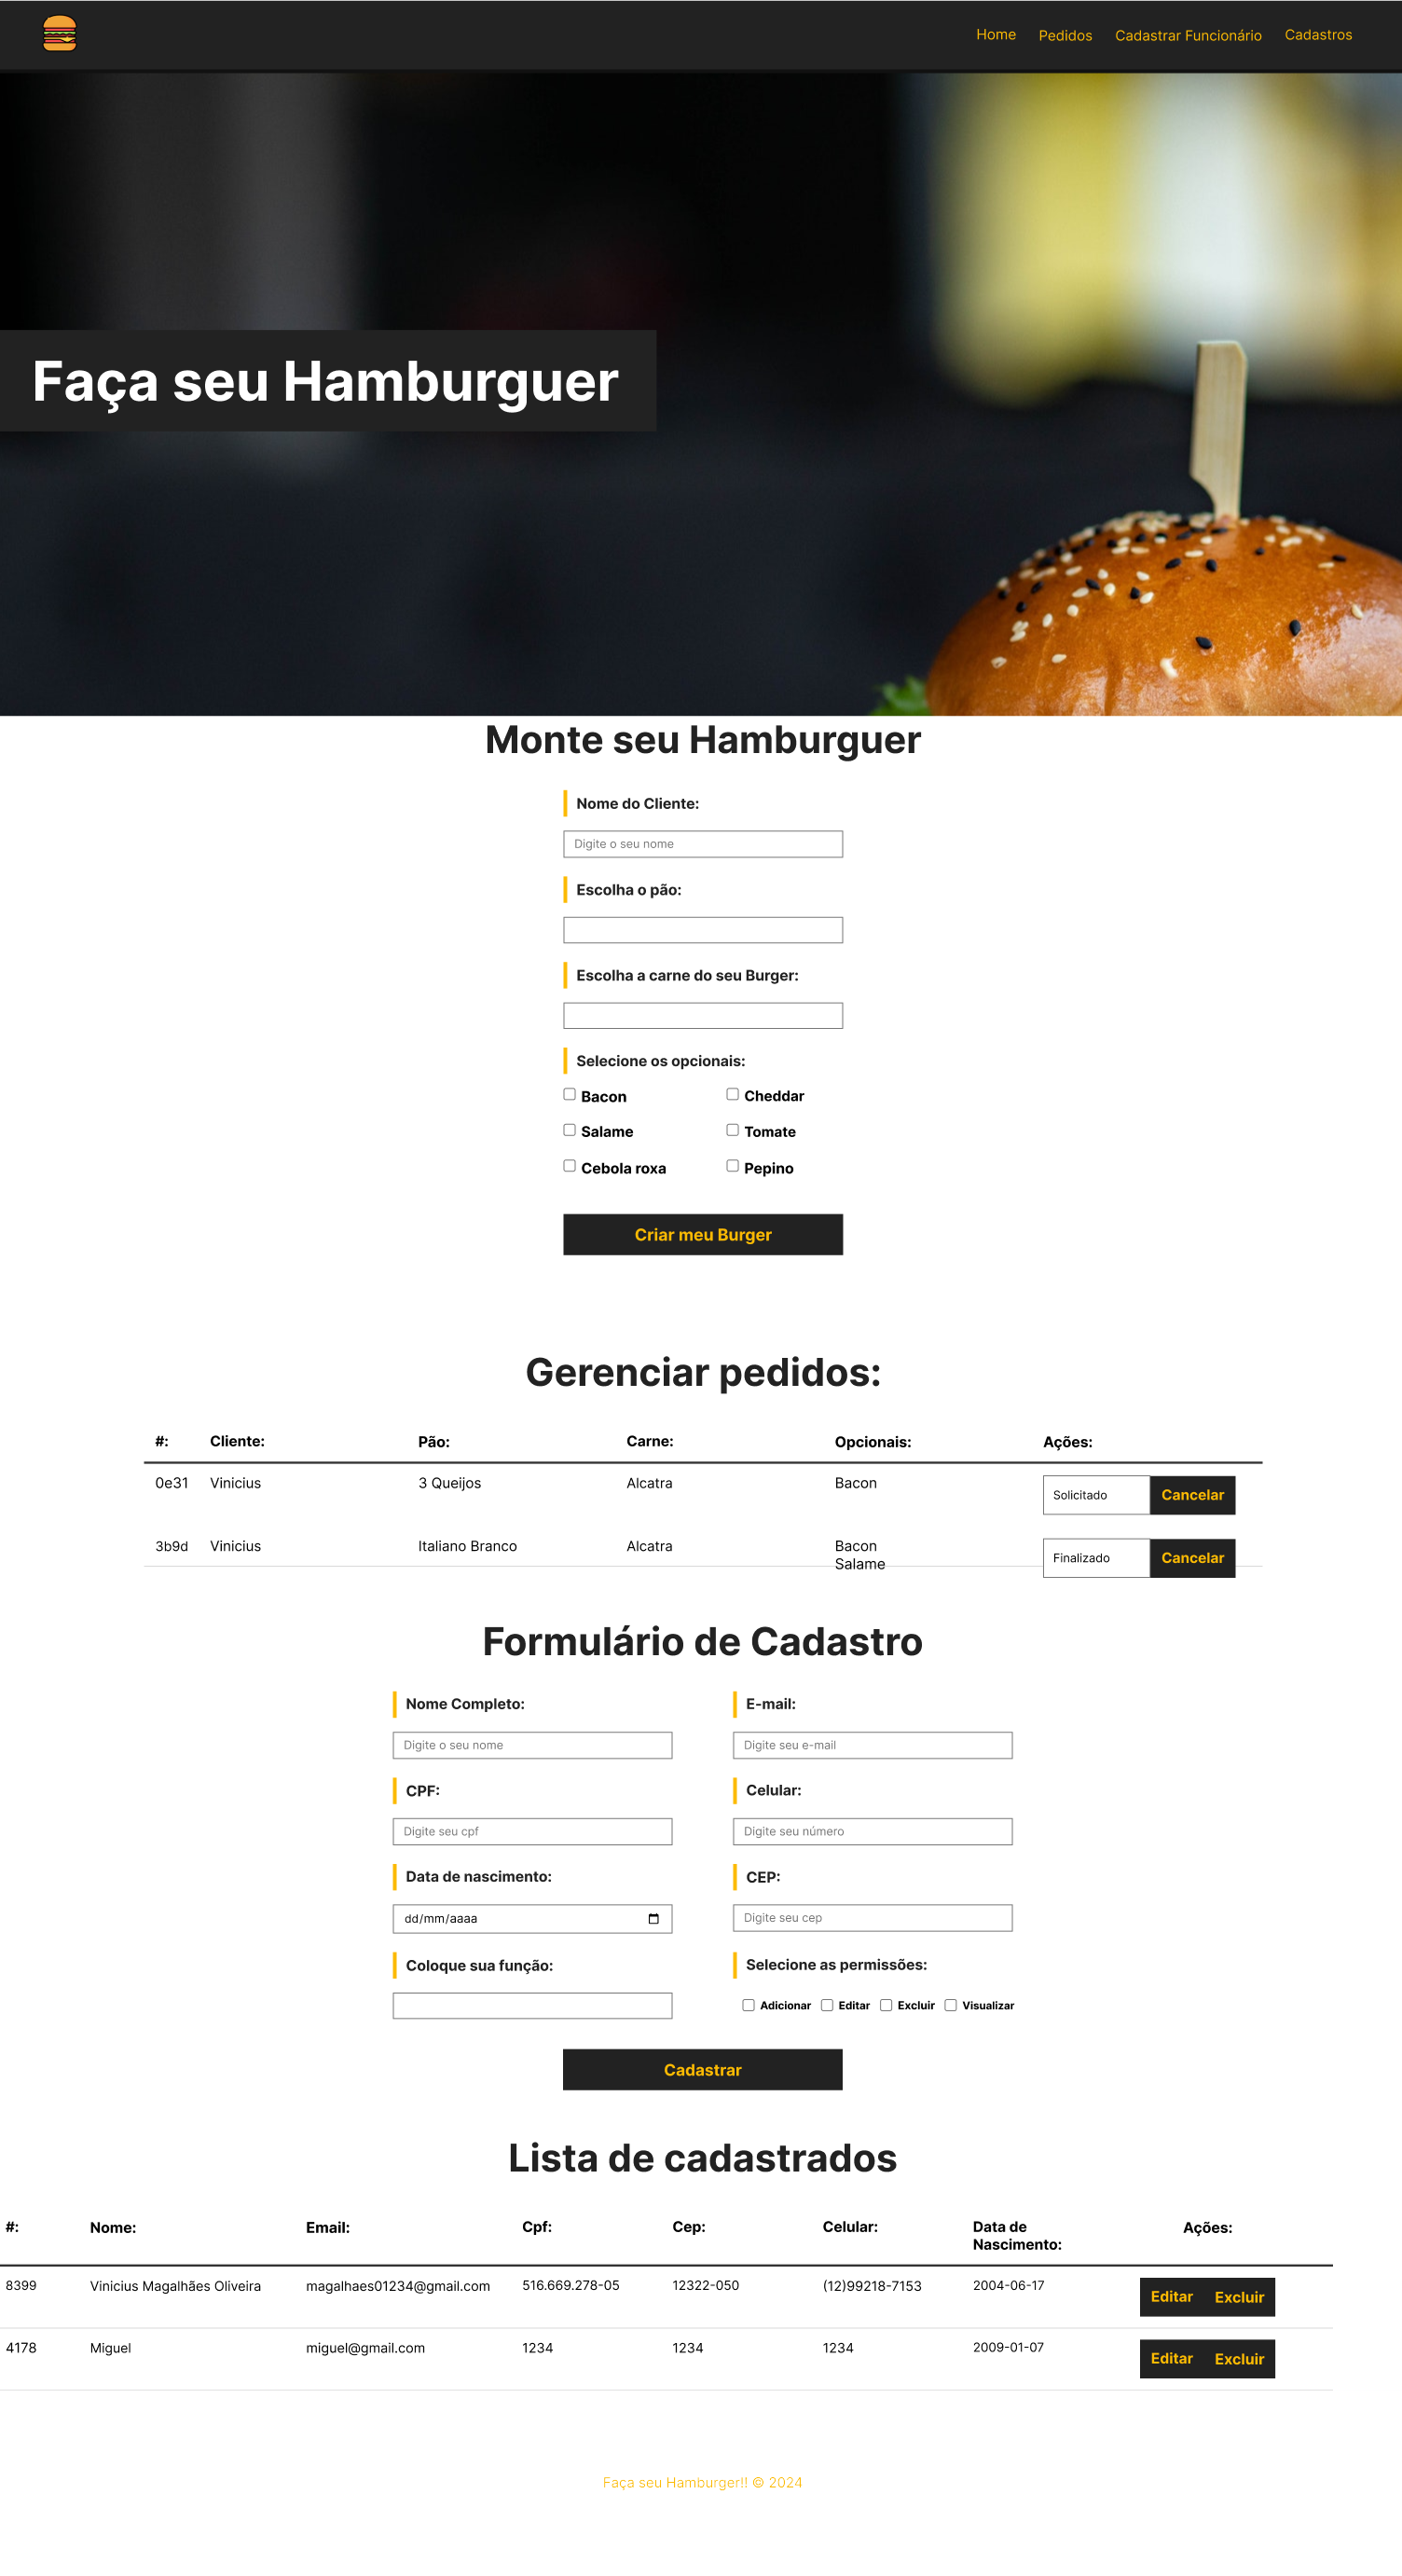 Home Pedidos Cadastrar Funcionário Cadastros
Faça seu Hamburguer
Monte seu Hamburguer
Nome do Cliente:
Digite o seu nome
Escolha o pão:
Escolha a carne do seu Burger:
Selecione os opcionais:
Bacon Cheddar
Salame Tomate
Cebola roxa Pepino
Criar meu Burger
Gerenciar pedidos:
#: Cliente: Pão: Carne: Opcionais: Ações:
0e31 Vinicius 3 Queijos Alcatra Bacon Solicitado Cancelar
3b9d Vinicius Italiano Branco Alcatra Bacon Finalizado Cancelar
Salame
Formulário de Cadastro
Nome Completo: E-mail:
Digite o seu nome Digite seu e-mail
CPF: Celular:
Digite seu cpf Digite seu número
Data de nascimento: CEP:
dd/mm/aaaa Digite seu cep
Coloque sua função: Selecione as permissões:
Adicionar Editar Excluir Visualizar
Cadastrar
Lista de cadastrados
#: Nome: Email: Cpf: Cep: Celular: Data de Ações:
Nascimento:
8399 Vinicius Magalhães Oliveira magalhaes01234@gmail.com 516.669.278-05 12322-050 (12)99218-7153 2004-06-17 Editar Excluir
4178 Miguel miguel@gmail.com 1234 1234 1234 2009-01-07 Editar Excluir
Faça seu Hamburger!! © 2024